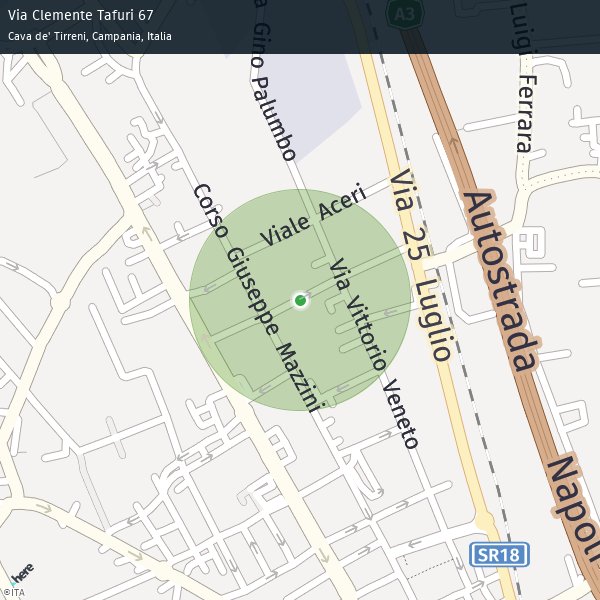 Via Clemente Tafuri 67
Cava de' Tirreni, Campania, Italia
A3
Gino Palumbo
Luigi Ferrara
Corso Giuseppe Mazzini
Viale Aceri
Via 25 Luglio
Autostrada
Via Vittorio Veneto
Napoli
SR18
here
©ITA